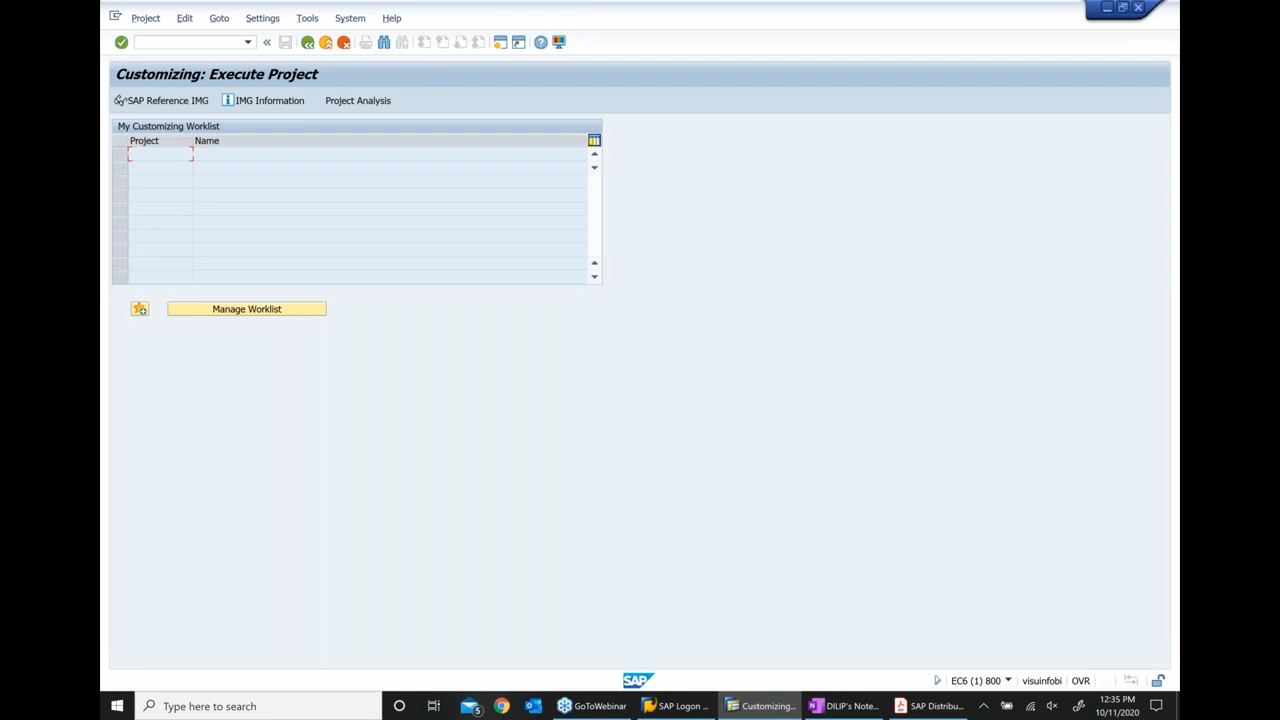 Project Edit Goto Settings Tools System Help
Customizing: Execute Project
SAP Reference IMG IMG Information Project Analysis
My Customizing Worklist
Project Name
Manage Worklist
SAP
EC6 (1) 800 visuinfobi OVR
Type here to search
5
GoToWebinar
SAP Logon ...
Customizing...
DILIP's Note...
SAP Distribu...
12:35 PM
10/11/2020